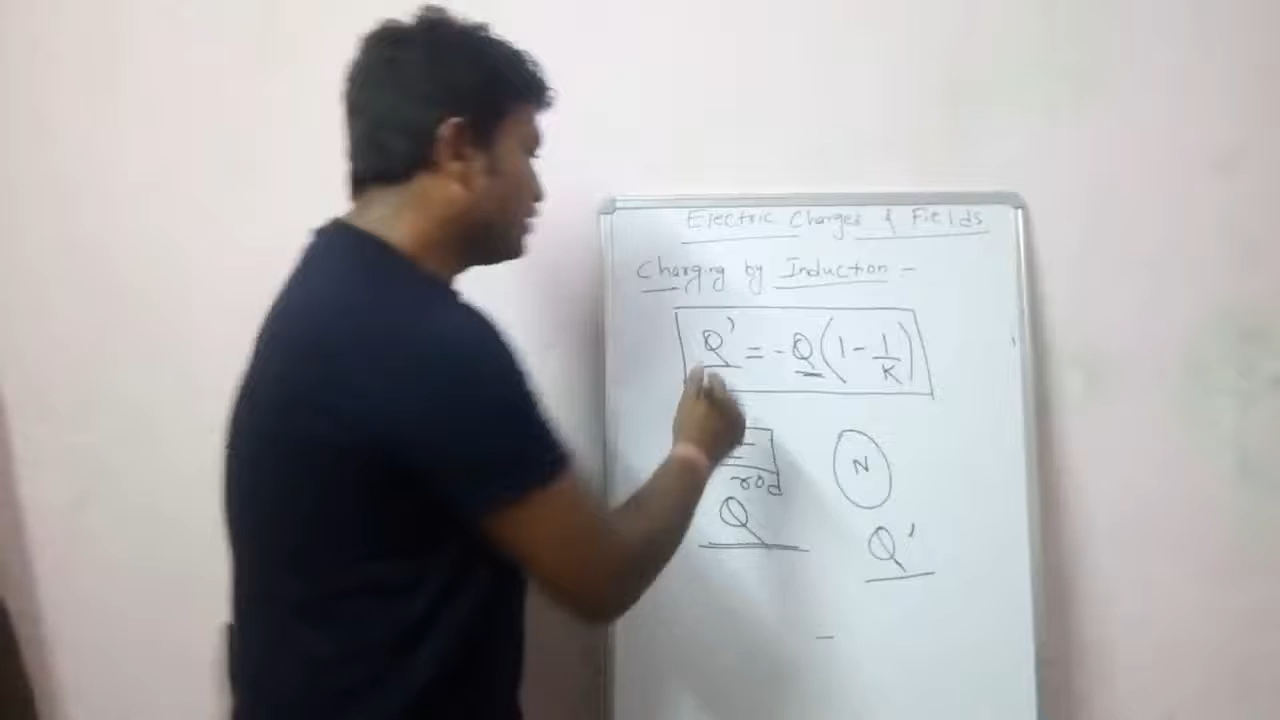 Electric Charges & Fields
Charging by Induction -
Q' = -Q(1 - 1/K)
N
rod
Q
Q'